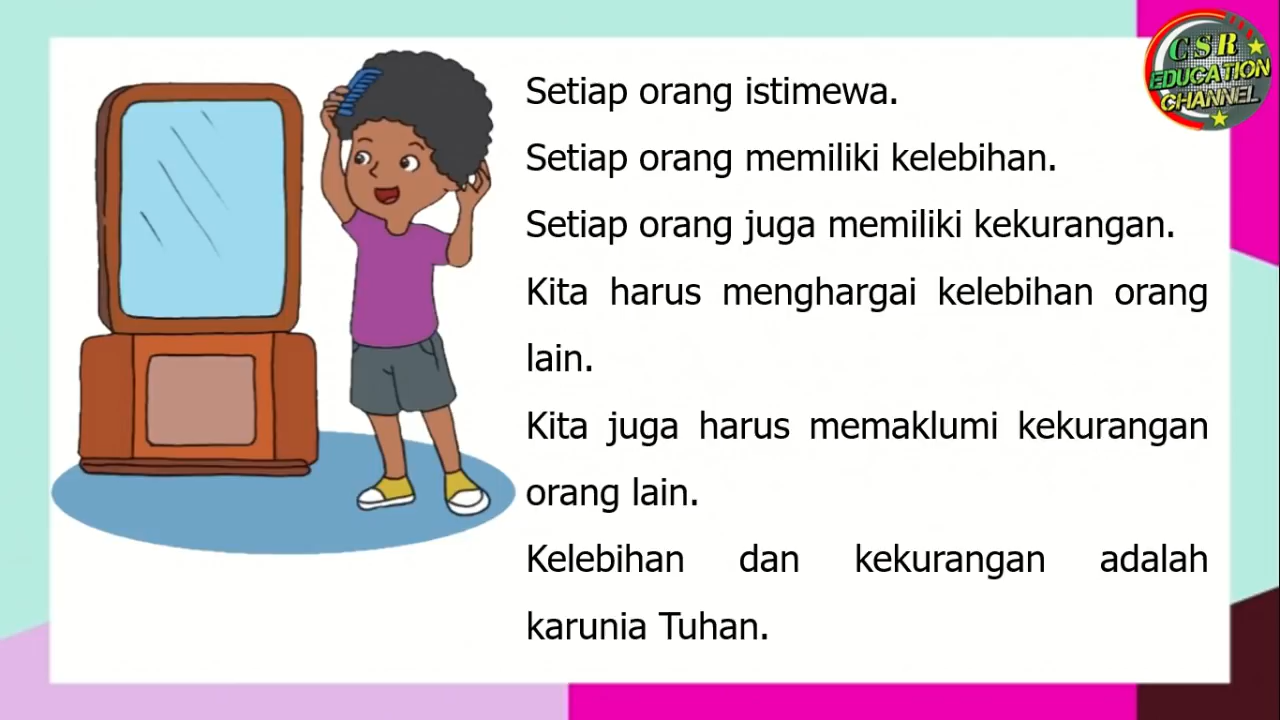 CSR
EDUCATION
CHANNEL
Setiap orang istimewa.
Setiap orang memiliki kelebihan.
Setiap orang juga memiliki kekurangan.
Kita harus menghargai kelebihan orang
lain.
Kita juga harus memaklumi kekurangan
orang lain.
Kelebihan dan kekurangan adalah
karunia Tuhan.